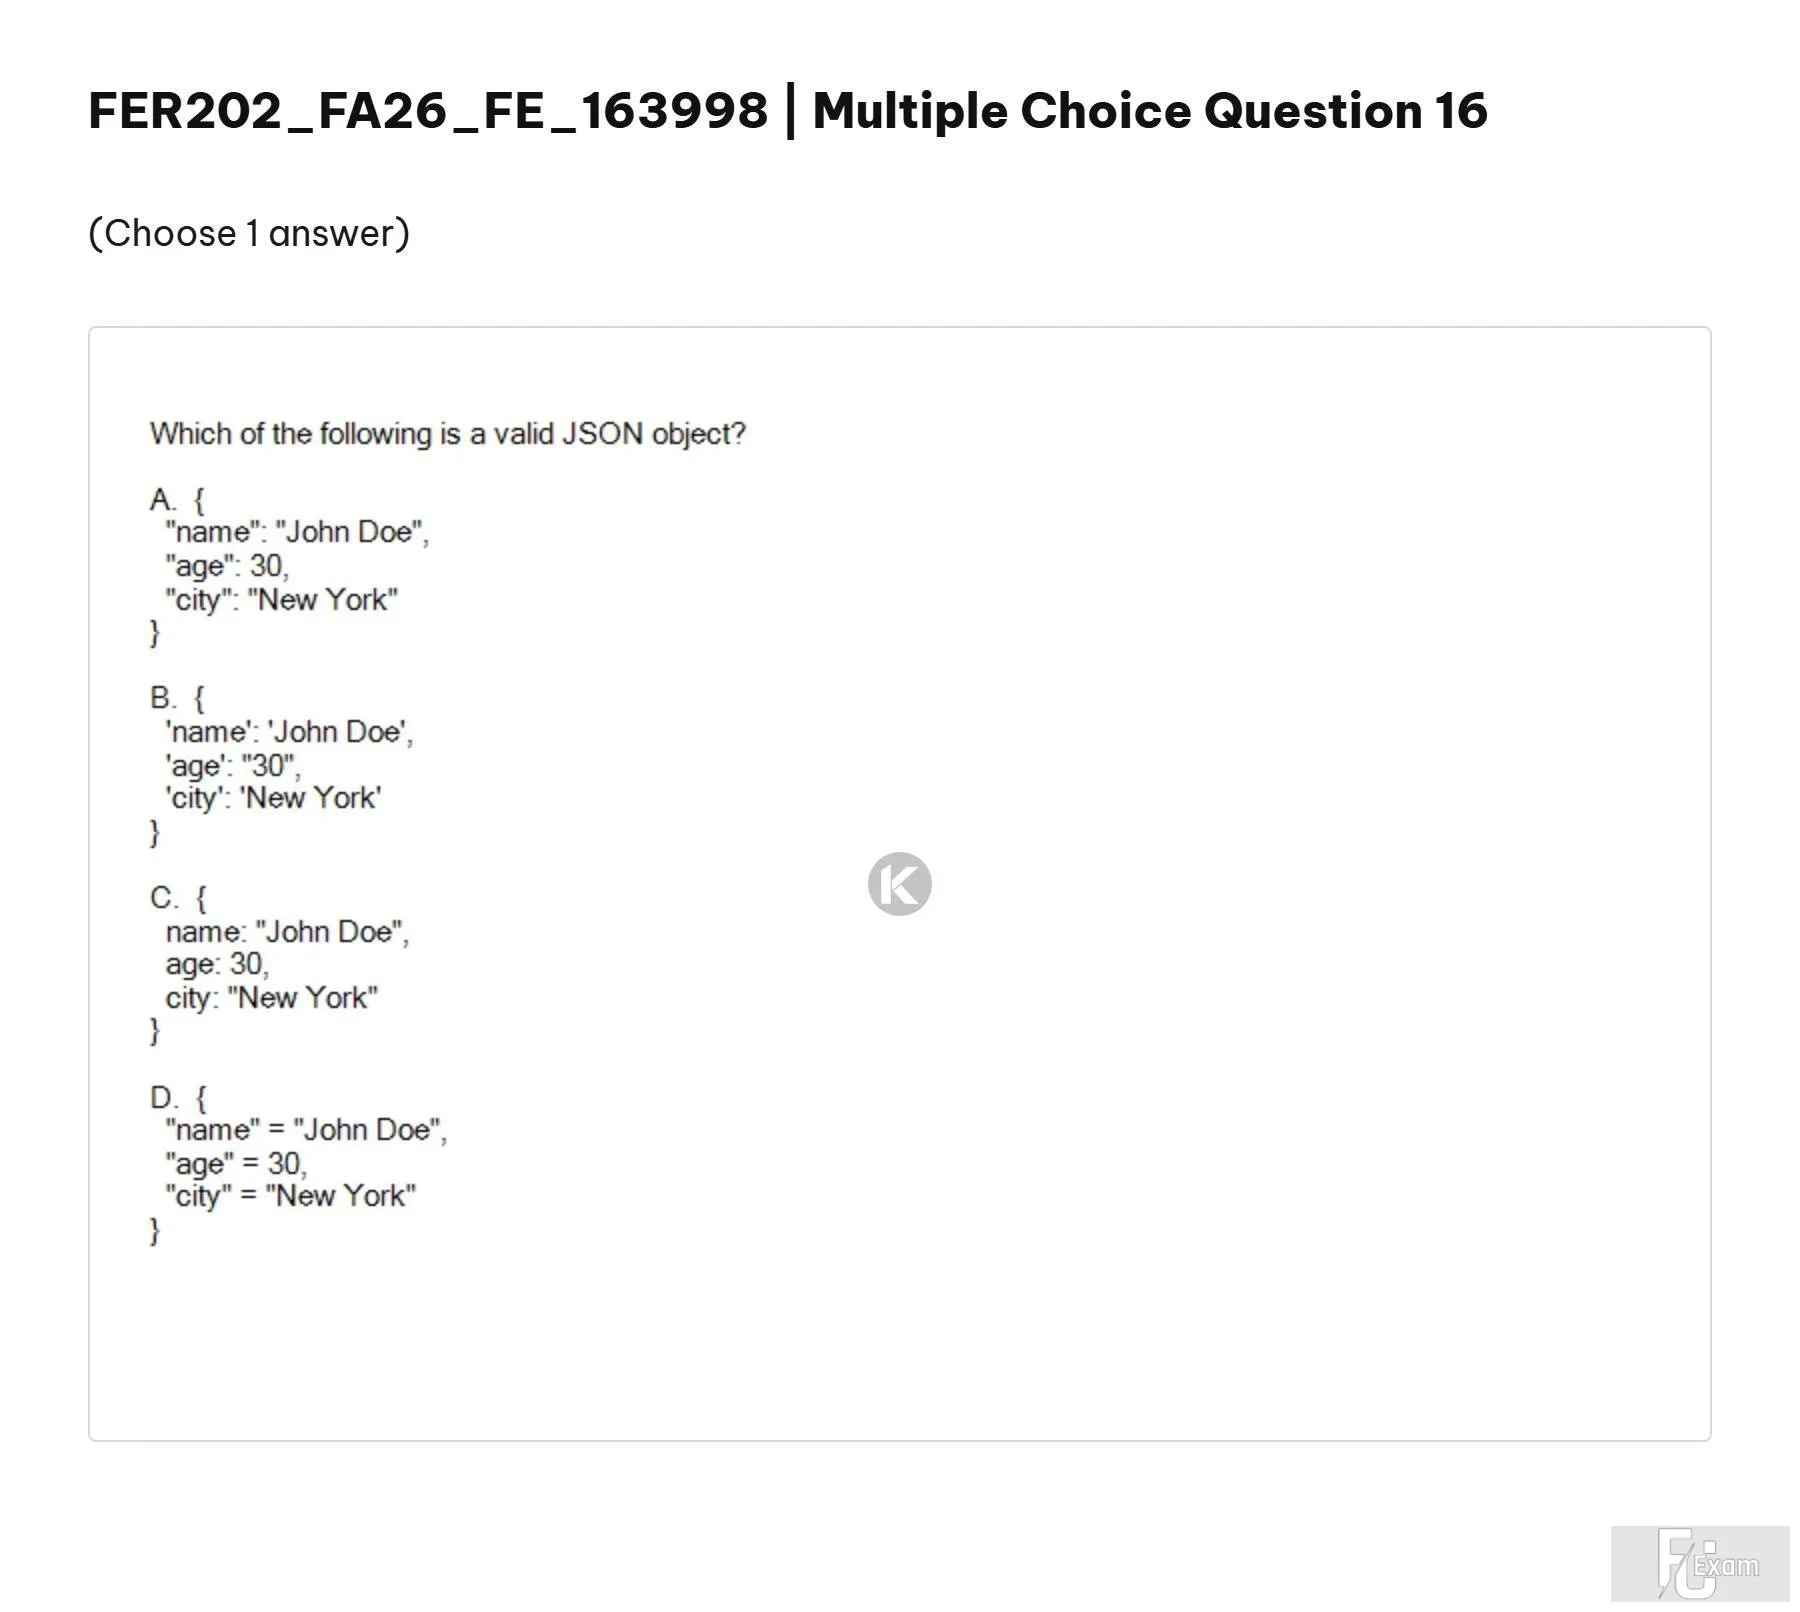 FER202_FA26_FE_163998 | Multiple Choice Question 16
(Choose 1 answer)
Which of the following is a valid JSON object?
A. {
"name": "John Doe",
"age": 30,
"city": "New York"
}
B. {
'name': 'John Doe',
'age': "30",
'city': 'New York'
}
C. {
name: "John Doe",
age: 30,
city: "New York"
}
D. {
"name" = "John Doe",
"age" = 30,
"city" = "New York"
}
K
FU Exam